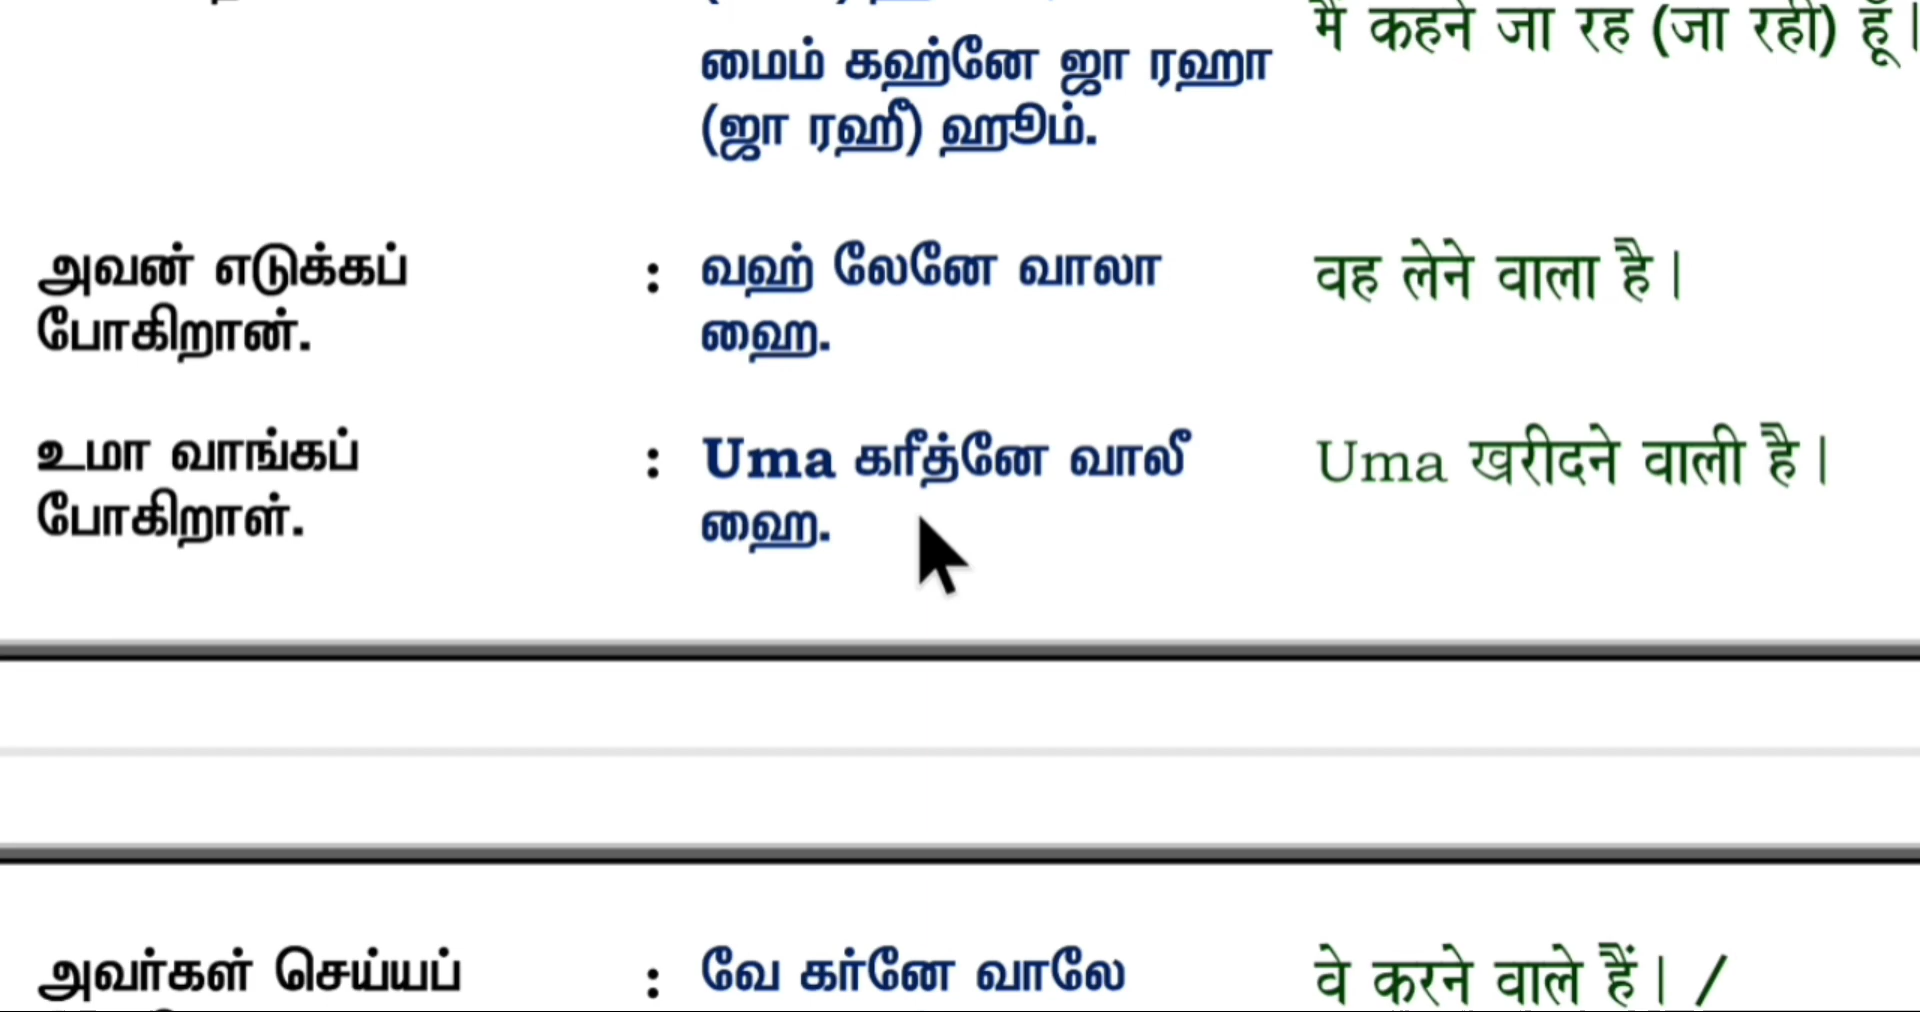 मैं कहने जा रह (जा रही) हूँ।
மைம் கஹ்னே ஜா ரஹா
(ஜா ரஹீ) ஹூம்.
அவன் எடுக்கப் : வஹ் லேனே வாலா वह लेने वाला है।
போகிறான். ஹை.
உமா வாங்கப் : Uma கரீத்னே வாலீ Uma खरीदने वाली है।
போகிறாள். ஹை.
அவர்கள் செய்யப் : வே கர்னே வாலே वे करने वाले हैं। /